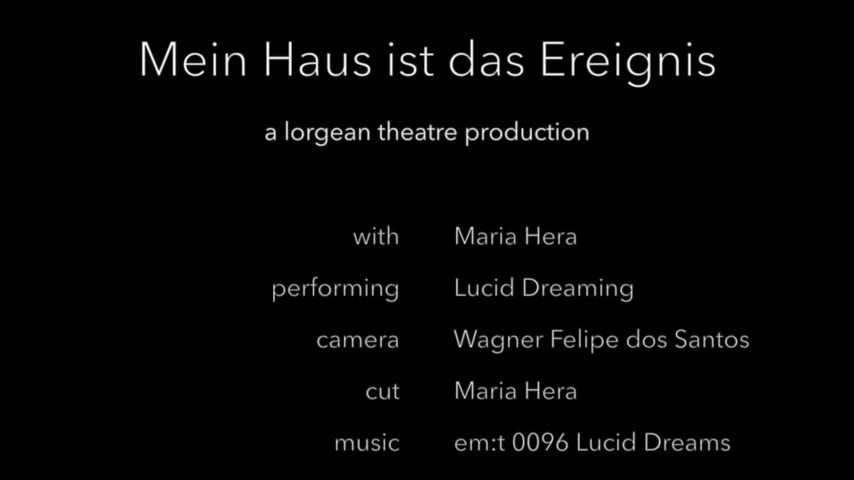 Mein Haus ist das Ereignis
a lorgean theatre production
with Maria Hera
performing Lucid Dreaming
camera Wagner Felipe dos Santos
cut Maria Hera
music em:t 0096 Lucid Dreams